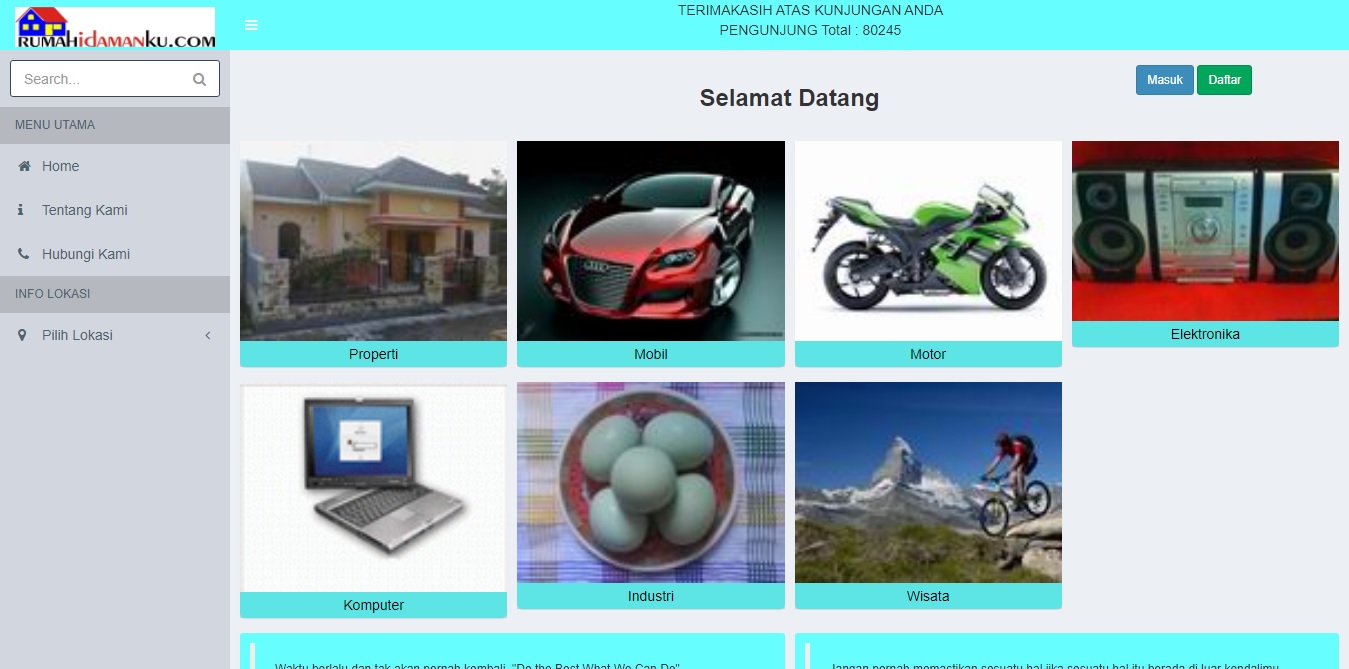 RUMAHidamanku.com
TERIMAKASIH ATAS KUNJUNGAN ANDA
PENGUNJUNG Total : 80245
Search...
MENU UTAMA
Home
Tentang Kami
Hubungi Kami
INFO LOKASI
Pilih Lokasi
Masuk
Daftar
Selamat Datang
Properti
Mobil
Motor
Elektronika
Komputer
Industri
Wisata
Waktu berlalu dan tak akan pernah kembali, "Do the Best What We Can Do"
Jangan pernah memastikan sesuatu hal jika sesuatu hal itu berada di luar kendalimu